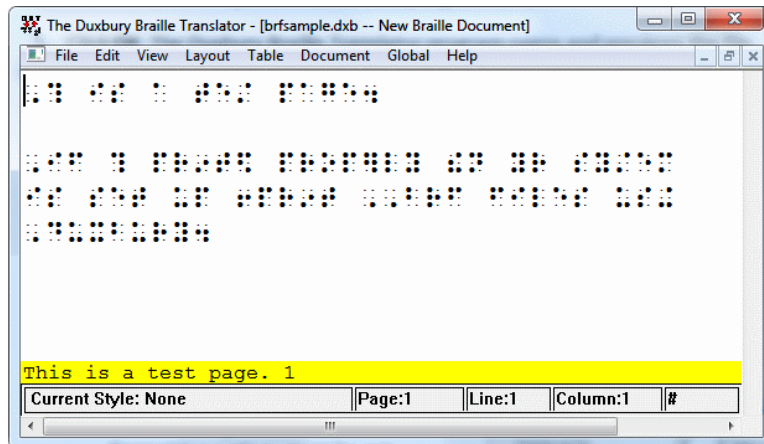 The Duxbury Braille Translator - [brfsample.dxb -- New Braille Document]
File Edit View Layout Table Document Global Help
⠠⠹ ⠊⠎ ⠁ ⠞⠑⠌ ⠏⠁⠛⠑⠲
⠠⠊⠋ ⠹ ⠏⠗⠔⠞⠎ ⠏⠗⠕⠏⠻⠇⠽ ⠕⠝ ⠽⠗ ⠎⠽⠌⠑⠍
⠊⠎ ⠎⠑⠞ ⠥⠏ ⠖⠏⠗⠔⠞ ⠠⠠⠃⠗⠋ ⠋⠊⠇⠑⠎ ⠥⠎⠬
⠠⠙⠥⠭⠃⠥⠗⠽⠲
This is a test page. 1
Current Style: None Page:1 Line:1 Column:1 #